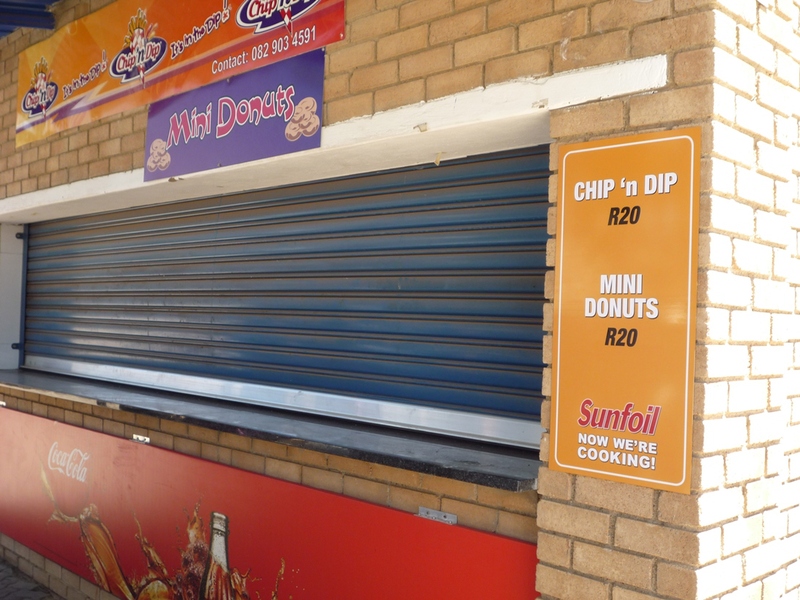 Chip 'n Dip
It's in the DIP!
Chip 'n Dip
It's in the DIP!
Chip 'n Dip
Contact: 082 903 4591
Mini Donuts
CHIP 'n DIP
R20
MINI
DONUTS
R20
Sunfoil
NOW WE'RE
COOKING!
Coca-Cola